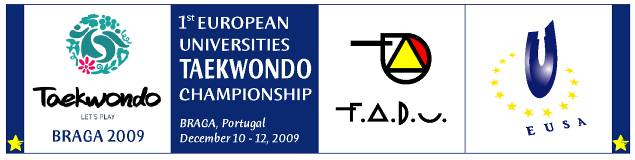 Taekwondo
LET'S PLAY
BRAGA 2009
1st EUROPEAN
UNIVERSITIES
TAEKWONDO
CHAMPIONSHIP
BRAGA, Portugal
December 10 - 12, 2009
F.A.D.U.
EUSA